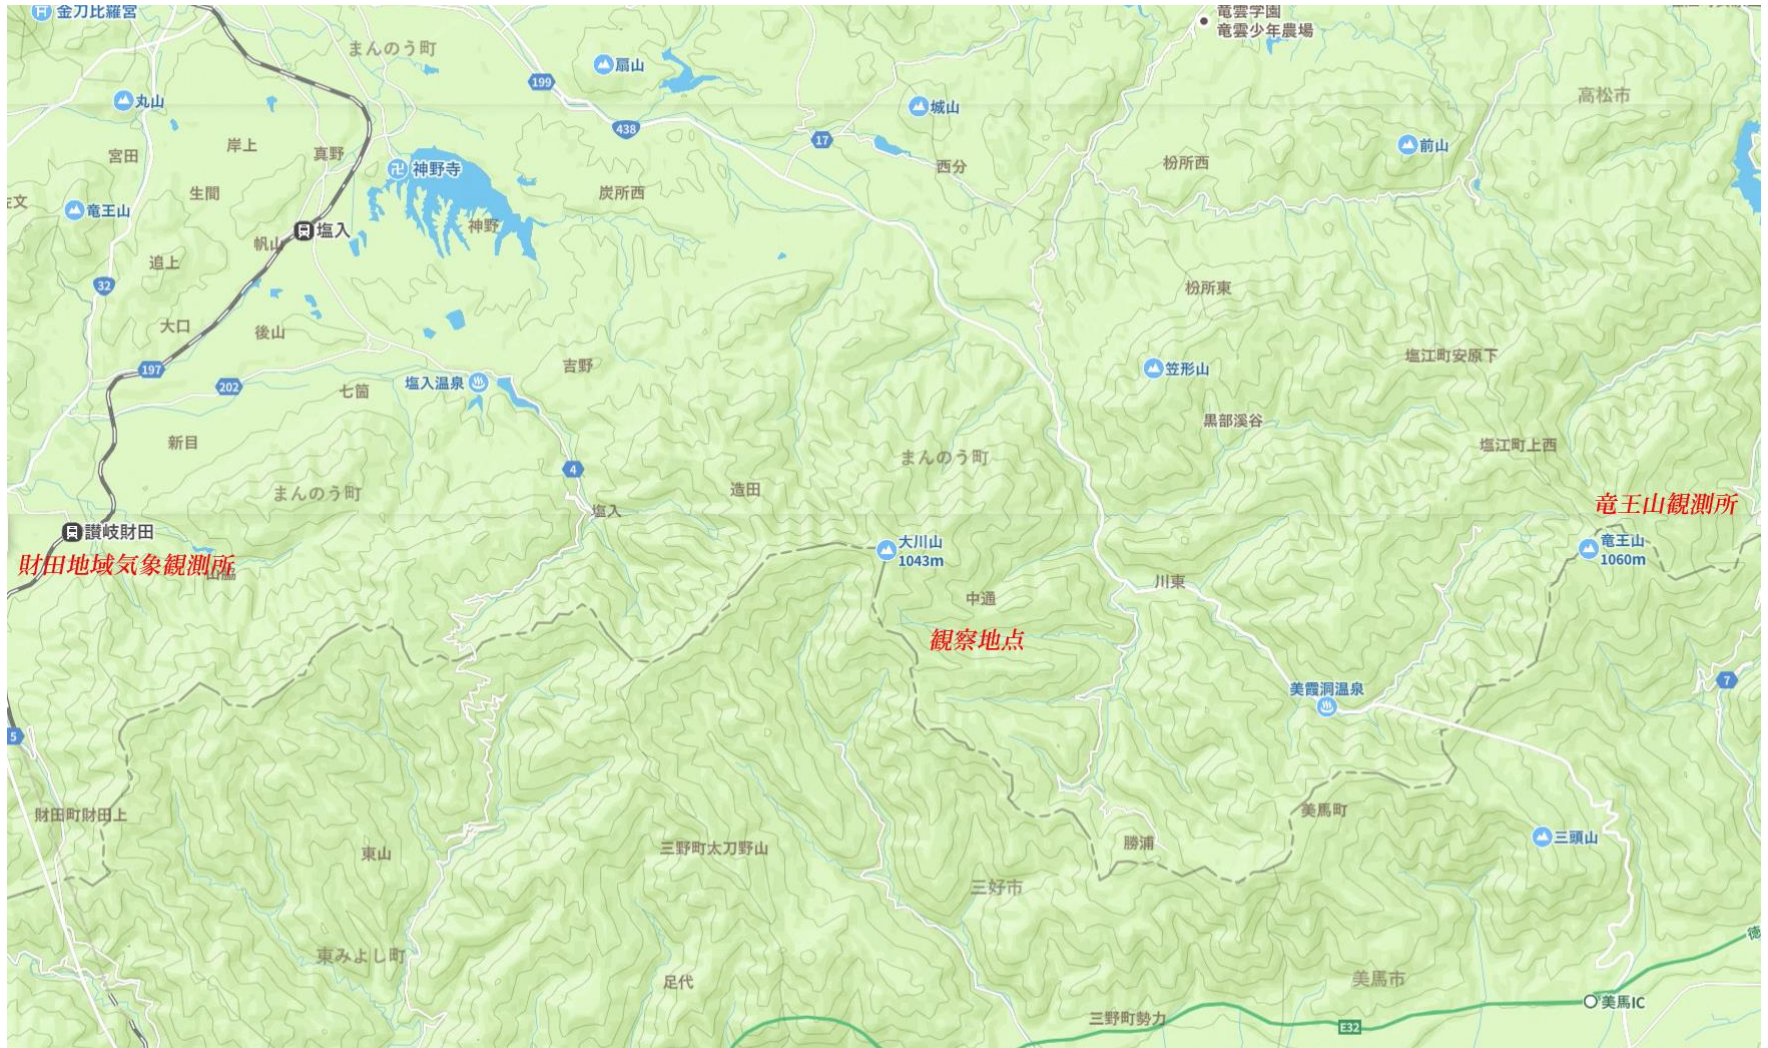 金刀比羅宮
竜雲学園
竜雲少年農場
まんのう町
扇山
199
丸山
城山
高松市
438
17
宮田
岸上
真野
神野寺
西分
枌所西
前山
生間
炭所西
竜王山
神野
帆山
塩入
追上
32
枌所東
大口
後山
塩江町安原下
197
202
塩入温泉
吉野
笠形山
七箇
黒部渓谷
新目
まんのう町
塩江町上西
4
造田
まんのう町
塩入
竜王山観測所
讃岐財田
大川山
1043m
竜王山
1060m
財田地域気象観測所
川東
中通
観察地点
美霞洞温泉
7
5
財田町財田上
美馬町
三頭山
東山
三野町太刀野山
勝浦
三好市
東みよし町
足代
美馬市
美馬IC
三野町勢力
E32